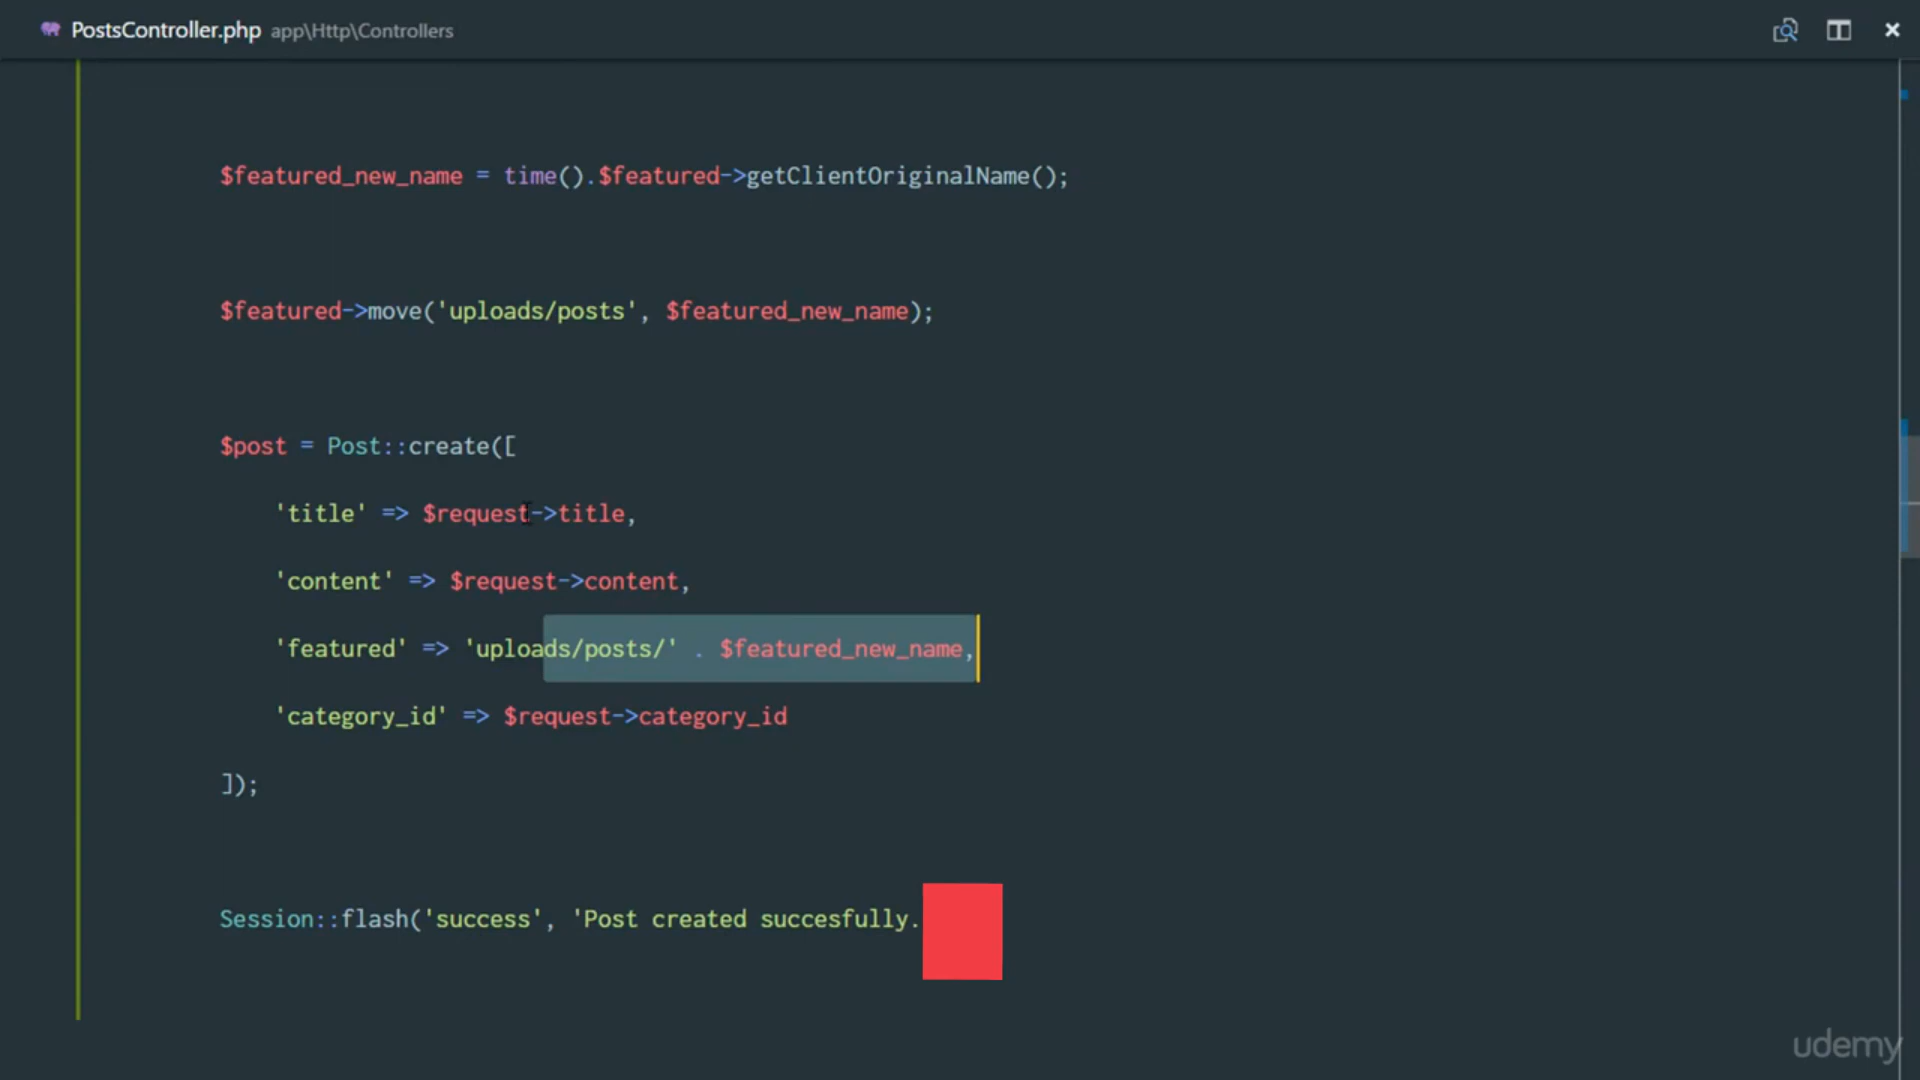 PostsController.php app\Http\Controllers
$featured_new_name = time().$featured->getClientOriginalName();
$featured->move('uploads/posts', $featured_new_name);
$post = Post::create([
'title' => $request->title,
'content' => $request->content,
'featured' => 'uploads/posts/' . $featured_new_name,
'category_id' => $request->category_id
]);
Session::flash('success', 'Post created succesfully.
udemy